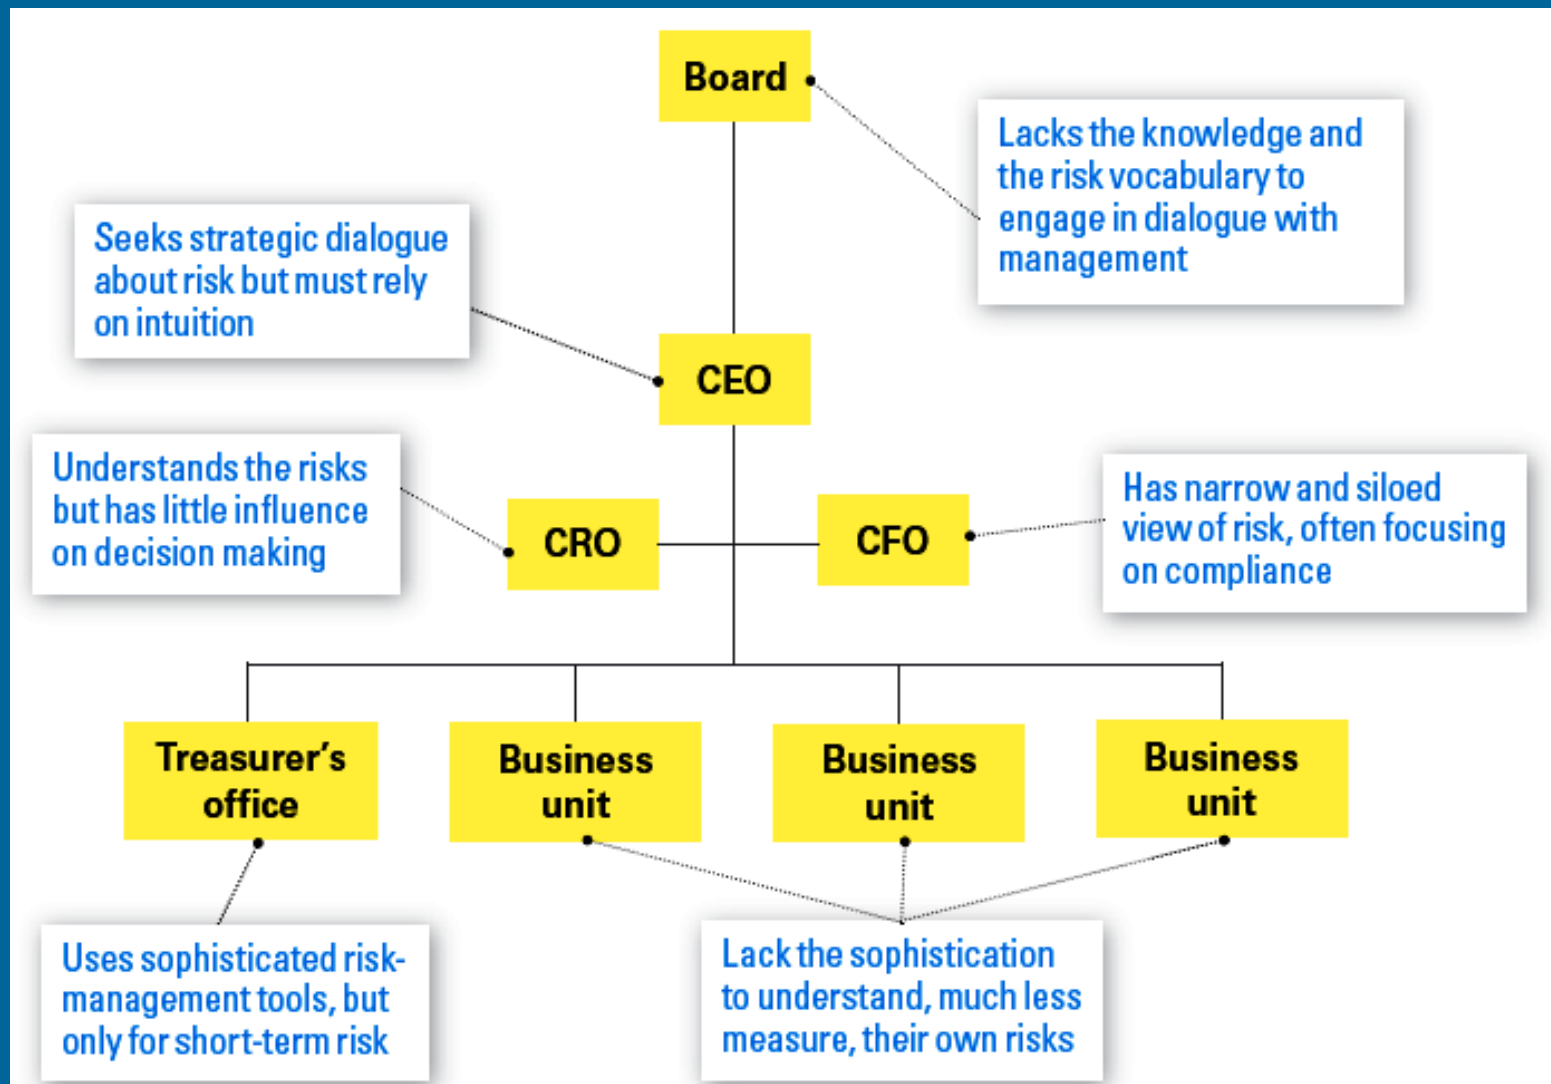 Board
Lacks the knowledge and
the risk vocabulary to
engage in dialogue with
management
Seeks strategic dialogue
about risk but must rely
on intuition
CEO
Understands the risks
but has little influence
on decision making
CRO
CFO
Has narrow and siloed
view of risk, often focusing
on compliance
Treasurer’s
office
Business
unit
Business
unit
Business
unit
Uses sophisticated risk-
management tools, but
only for short-term risk
Lack the sophistication
to understand, much less
measure, their own risks